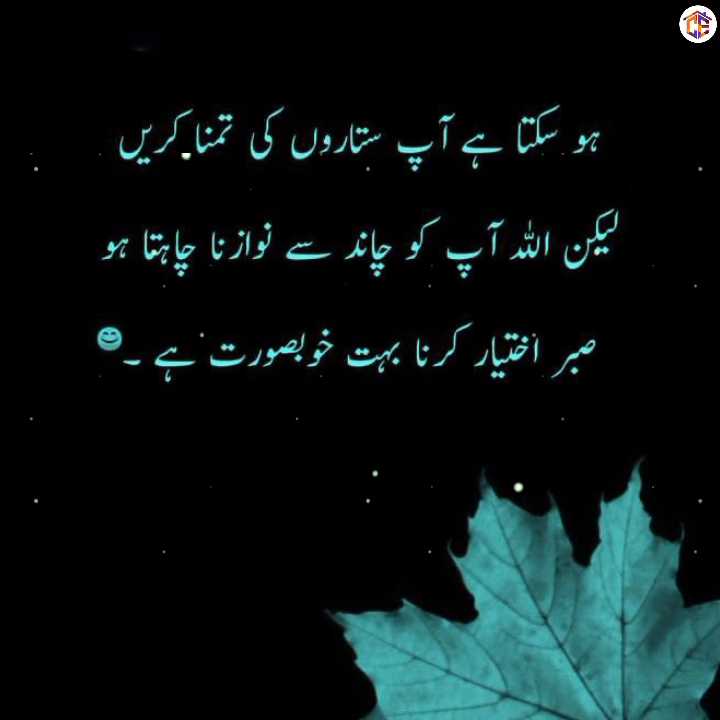 ہو سکتا ہے آپ ستاروں کی تمنا کریں
لیکن اللہ آپ کو چاند سے نوازنا چاہتا ہو
صبر اختیار کرنا بہت خوبصورت ہے ۔😊